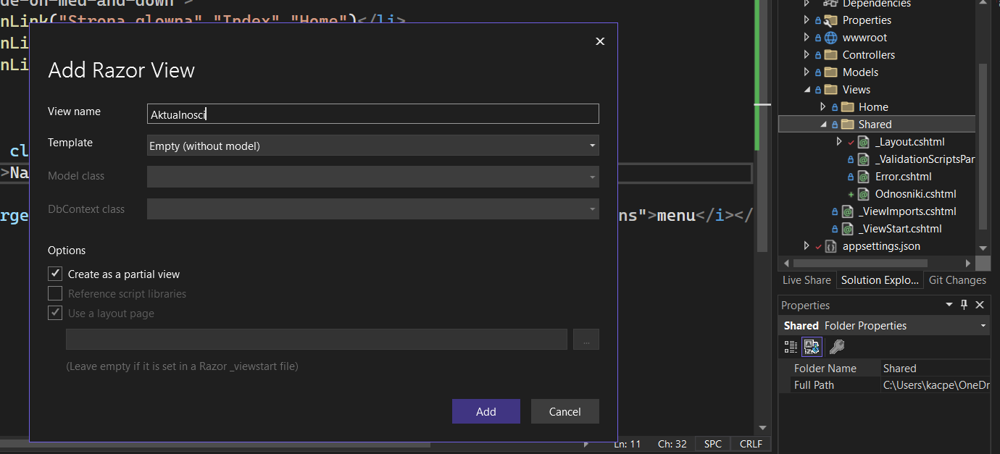 de-on-med-and-down">
nLink("Strona glowna","Index","Home")</li>
nLi
nLi
cl
>Na
rge
ns">menu</i></
Add Razor View
View name
Aktualnosci
Template
Empty (without model)
Model class
DbContext class
Options
Create as a partial view
Reference script libraries
Use a layout page
...
(Leave empty if it is set in a Razor _viewstart file)
Add
Cancel
Ln: 11 Ch: 32 SPC CRLF
Dependencies
Properties
wwwroot
Controllers
Models
Views
Home
Shared
_Layout.cshtml
_ValidationScriptsPar
Error.cshtml
Odnosniki.cshtml
_ViewImports.cshtml
_ViewStart.cshtml
appsettings.json
Live Share Solution Explo... Git Changes
Properties
Shared Folder Properties
Folder Name Shared
Full Path C:\Users\kacpe\OneDr